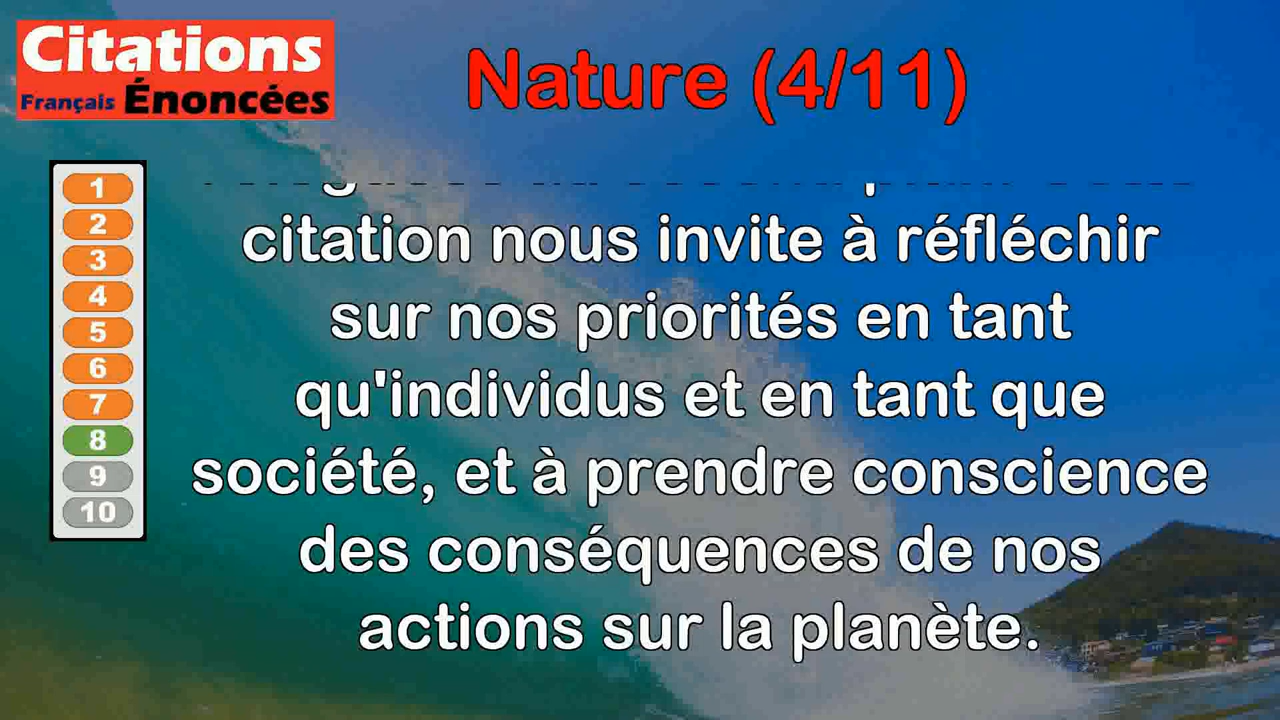 Citations
Français Énoncées
Nature (4/11)
1
2
3
4
5
6
7
8
9
10
citation nous invite à réfléchir
sur nos priorités en tant
qu'individus et en tant que
société, et à prendre conscience
des conséquences de nos
actions sur la planète.